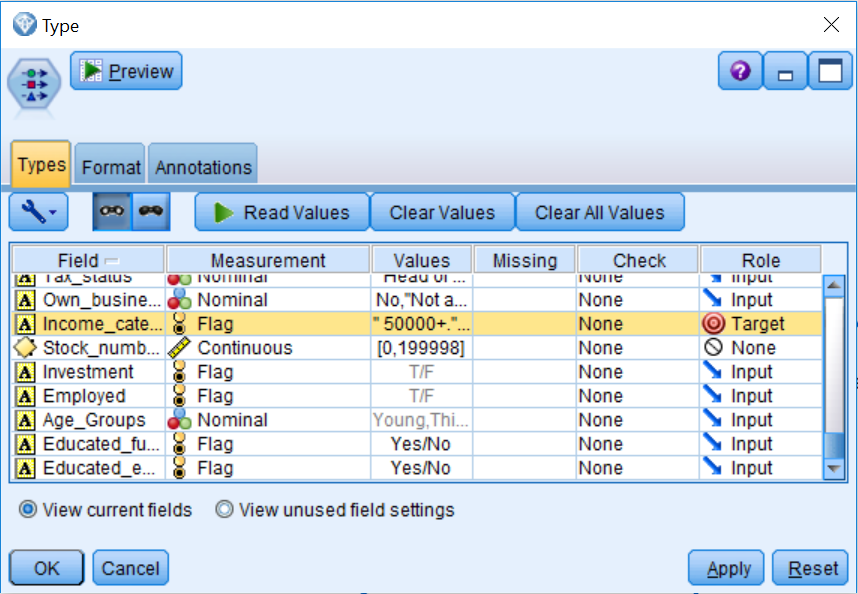 Type
Preview
Types Format Annotations
Read Values Clear Values Clear All Values
Field Measurement Values Missing Check Role
Tax_status Nominal Head of ... None Input
Own_busine... Nominal No,"Not a... None Input
Income_cate... Flag " 50000+."... None Target
Stock_numb... Continuous [0,199998] None None
Investment Flag T/F None Input
Employed Flag T/F None Input
Age_Groups Nominal Young,Thi... None Input
Educated_fu... Flag Yes/No None Input
Educated_e... Flag Yes/No None Input
View current fields View unused field settings
OK Cancel Apply Reset